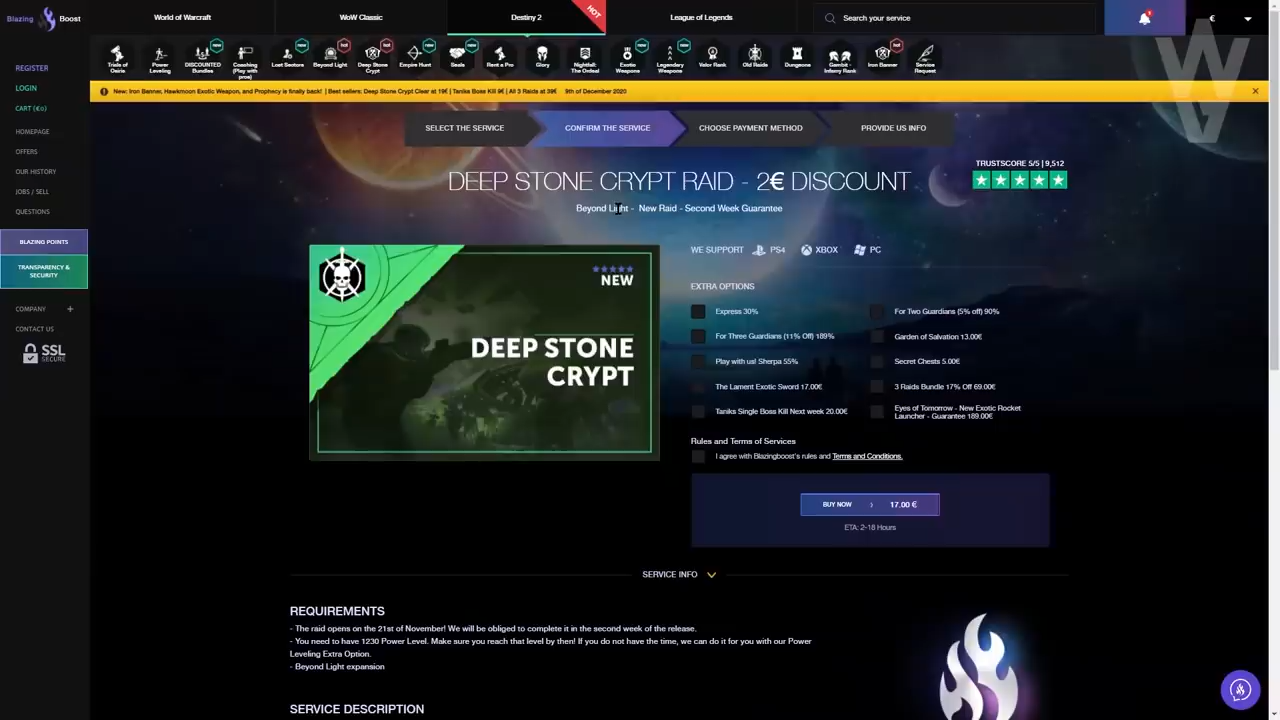 Blazing Boost
World of Warcraft
WoW Classic
Destiny 2
HOT
League of Legends
Search your service
€
REGISTER
LOGIN
CART (€0)
HOMEPAGE
OFFERS
OUR HISTORY
JOBS / SELL
QUESTIONS
BLAZING POINTS
TRANSPARENCY &
SECURITY
COMPANY +
CONTACT US
SSL
SECURE
Trials of
Osiris
Power
Leveling
new
DISCOUNTED
Bundles
Coaching
(Play with
pros)
new
Lost Sectors
hot
Beyond Light
hot
Deep Stone
Crypt
new
Empire Hunt
new
Seals
Rent a Pro
Glory
Nightfall:
The Ordeal
new
Exotic
Weapons
new
Legendary
Weapons
Valor Rank
Old Raids
Dungeons
Gambit -
Infamy Rank
hot
Iron Banner
Service
Request
New: Iron Banner, Hawkmoon Exotic Weapon, and Prophecy is finally back! | Best sellers: Deep Stone Crypt Clear at 19€ | Taniks Boss Kill 9€ | All 3 Raids at 39€ 9th of December 2020
SELECT THE SERVICE
CONFIRM THE SERVICE
CHOOSE PAYMENT METHOD
PROVIDE US INFO
DEEP STONE CRYPT RAID - 2€ DISCOUNT
Beyond Light - New Raid - Second Week Guarantee
TRUSTSCORE 5/5 | 9,512
NEW
DEEP STONE
CRYPT
WE SUPPORT PS4 XBOX PC
EXTRA OPTIONS
Express 30%
For Two Guardians (5% off) 90%
For Three Guardians (11% Off) 189%
Garden of Salvation 13.00€
Play with us! Sherpa 55%
Secret Chests 5.00€
The Lament Exotic Sword 17.00€
3 Raids Bundle 17% Off 69.00€
Taniks Single Boss Kill Next week 20.00€
Eyes of Tomorrow - New Exotic Rocket
Launcher - Guarantee 189.00€
Rules and Terms of Services
I agree with Blazingboost's rules and Terms and Conditions.
BUY NOW › 17.00 €
ETA: 2-18 Hours
SERVICE INFO
REQUIREMENTS
- The raid opens on the 21st of November! We will be obliged to complete it in the second week of the release.
- You need to have 1230 Power Level. Make sure you reach that level by then! If you do not have the time, we can do it for you with our Power
Leveling Extra Option.
- Beyond Light expansion
SERVICE DESCRIPTION